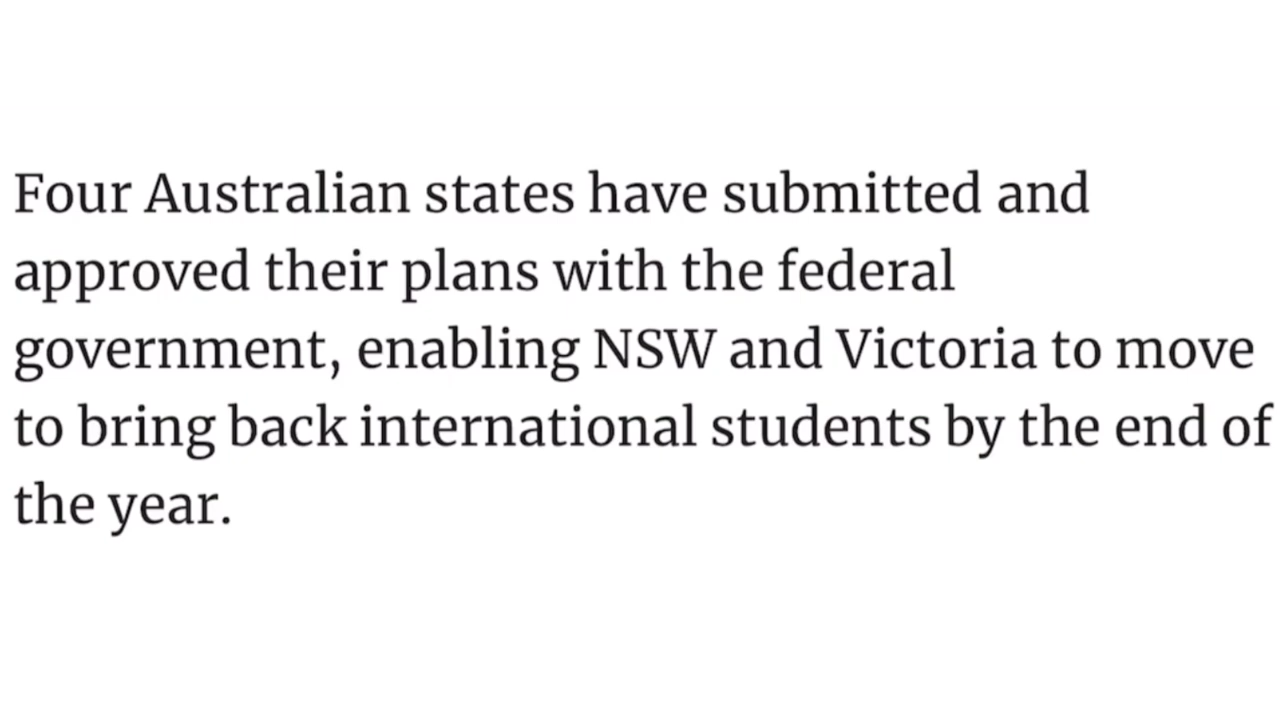 Four Australian states have submitted and
approved their plans with the federal
government, enabling NSW and Victoria to move
to bring back international students by the end of
the year.